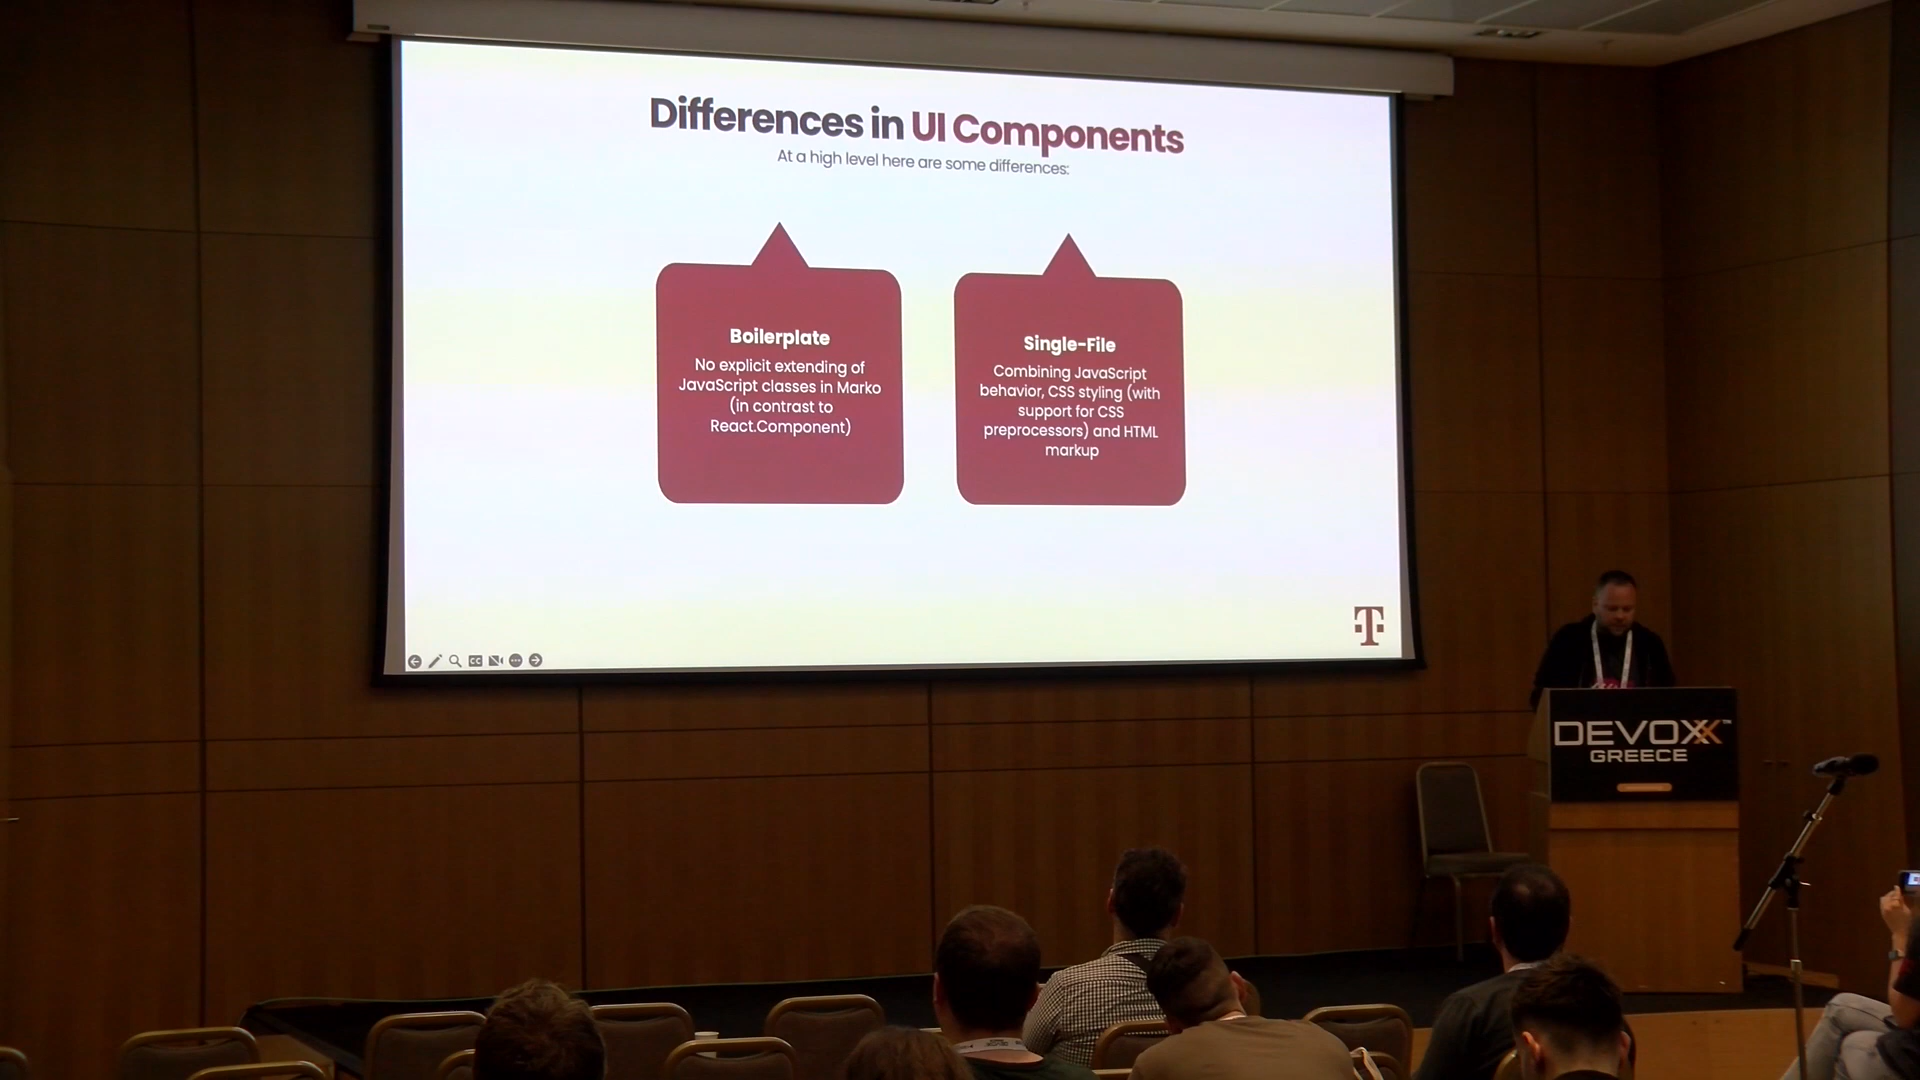 Differences in UI Components
At a high level here are some differences:
Boilerplate
No explicit extending of
JavaScript classes in Marko
(in contrast to
React.Component)
Single-File
Combining JavaScript
behavior, CSS styling (with
support for CSS
preprocessors) and HTML
markup
T
CC
DEVOXX™
GREECE